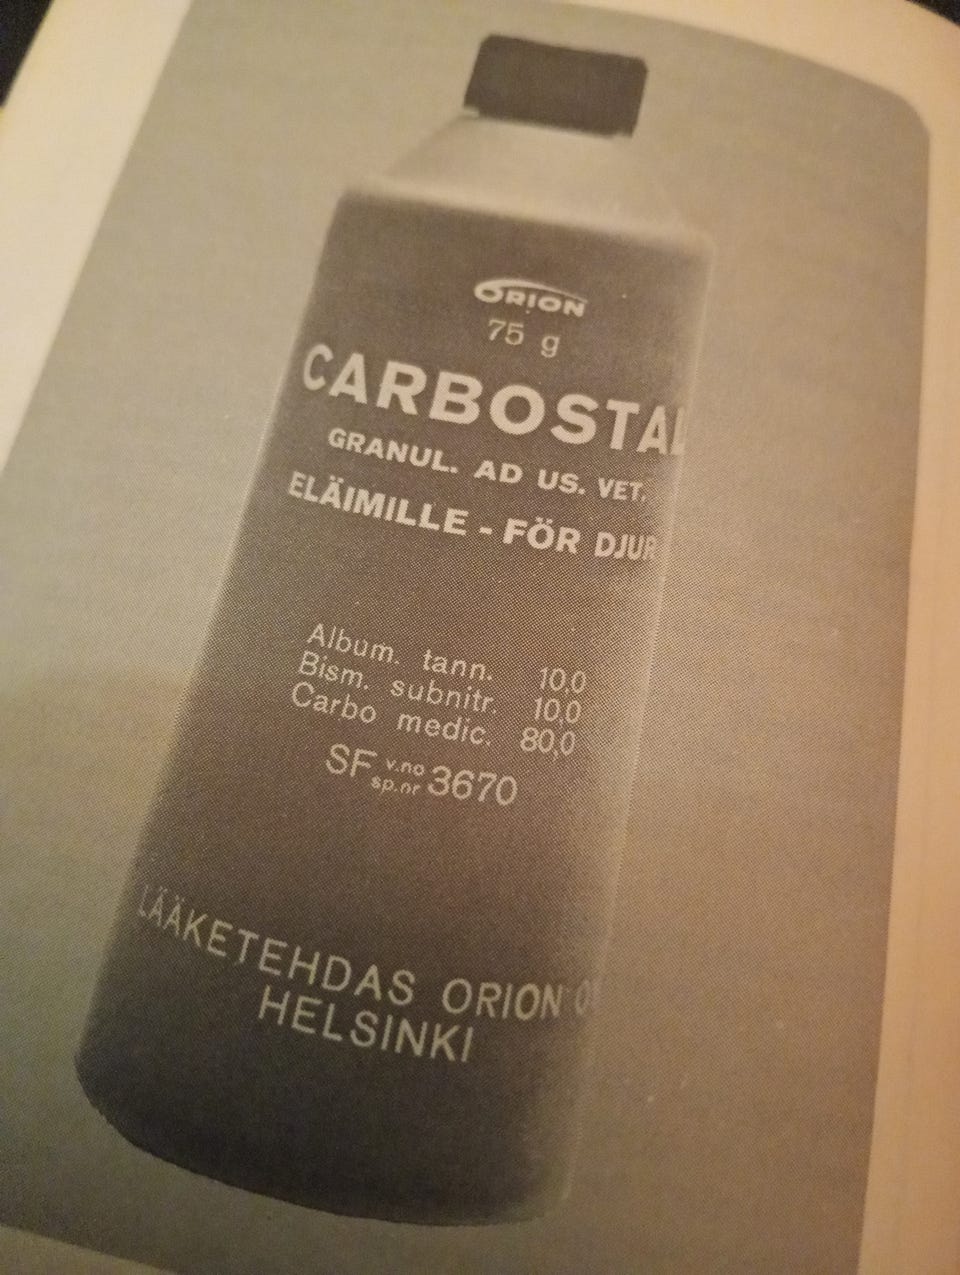 ORION
75 g
CARBOSTAL
GRANUL. AD US. VET.
ELÄIMILLE - FÖR DJUR
Album. tann. 10,0
Bism. subnitr. 10,0
Carbo medic. 80,0
SF v.no sp.nr 3670
LÄÄKETEHDAS ORION
HELSINKI